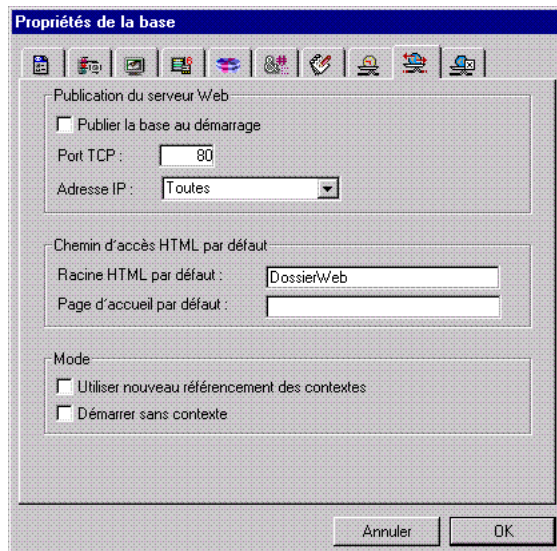 Propriétés de la base
Publication du serveur Web
Publier la base au démarrage
Port TCP : 80
Adresse IP : Toutes
Chemin d'accès HTML par défaut
Racine HTML par défaut : DossierWeb
Page d'accueil par défaut :
Mode
Utiliser nouveau référencement des contextes
Démarrer sans contexte
Annuler OK